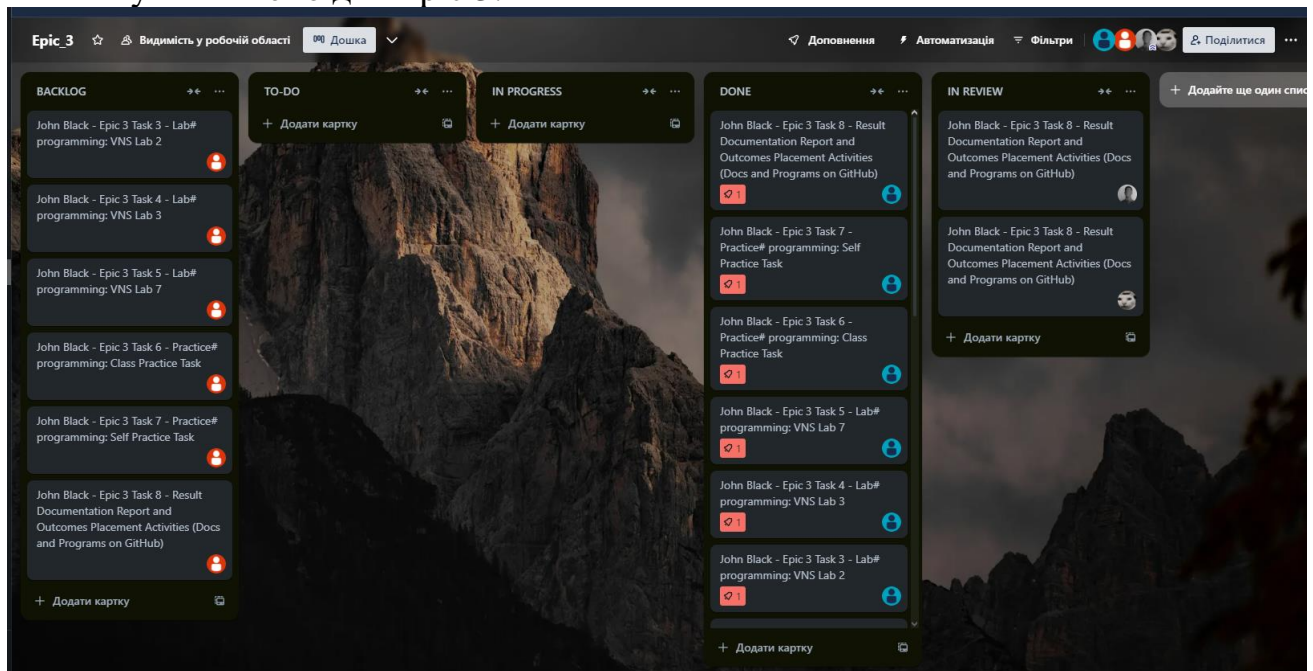 Epic_3 Видимість у робочій області Дошка Доповнення Автоматизація Фільтри Поділитися
BACKLOG
John Black - Epic 3 Task 3 - Lab#
programming: VNS Lab 2
John Black - Epic 3 Task 4 - Lab#
programming: VNS Lab 3
John Black - Epic 3 Task 5 - Lab#
programming: VNS Lab 7
John Black - Epic 3 Task 6 - Practice#
programming: Class Practice Task
John Black - Epic 3 Task 7 - Practice#
programming: Self Practice Task
John Black - Epic 3 Task 8 - Result
Documentation Report and
Outcomes Placement Activities (Docs
and Programs on GitHub)
+ Додати картку
TO-DO
+ Додати картку
IN PROGRESS
+ Додати картку
DONE
John Black - Epic 3 Task 8 - Result
Documentation Report and
Outcomes Placement Activities
(Docs and Programs on GitHub)
1
John Black - Epic 3 Task 7 -
Practice# programming: Self
Practice Task
1
John Black - Epic 3 Task 6 -
Practice# programming: Class
Practice Task
1
John Black - Epic 3 Task 5 - Lab#
programming: VNS Lab 7
1
John Black - Epic 3 Task 4 - Lab#
programming: VNS Lab 3
1
John Black - Epic 3 Task 3 - Lab#
programming: VNS Lab 2
1
+ Додати картку
IN REVIEW
John Black - Epic 3 Task 8 - Result
Documentation Report and
Outcomes Placement Activities (Docs
and Programs on GitHub)
John Black - Epic 3 Task 8 - Result
Documentation Report and
Outcomes Placement Activities (Docs
and Programs on GitHub)
+ Додати картку
+ Додайте ще один спис